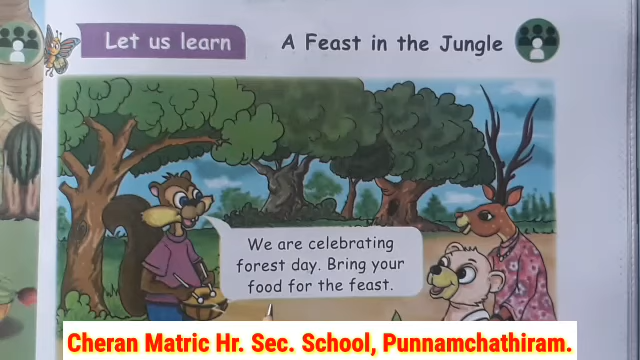 Let us learn
A Feast in the Jungle
We are celebrating
forest day. Bring your
food for the feast.
Cheran Matric Hr. Sec. School, Punnamchathiram.